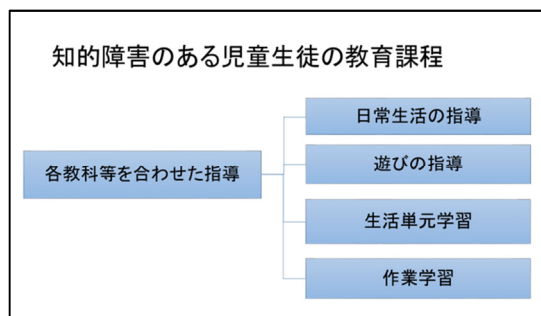 知的障害のある児童生徒の教育課程
各教科等を合わせた指導
日常生活の指導
遊びの指導
生活単元学習
作業学習